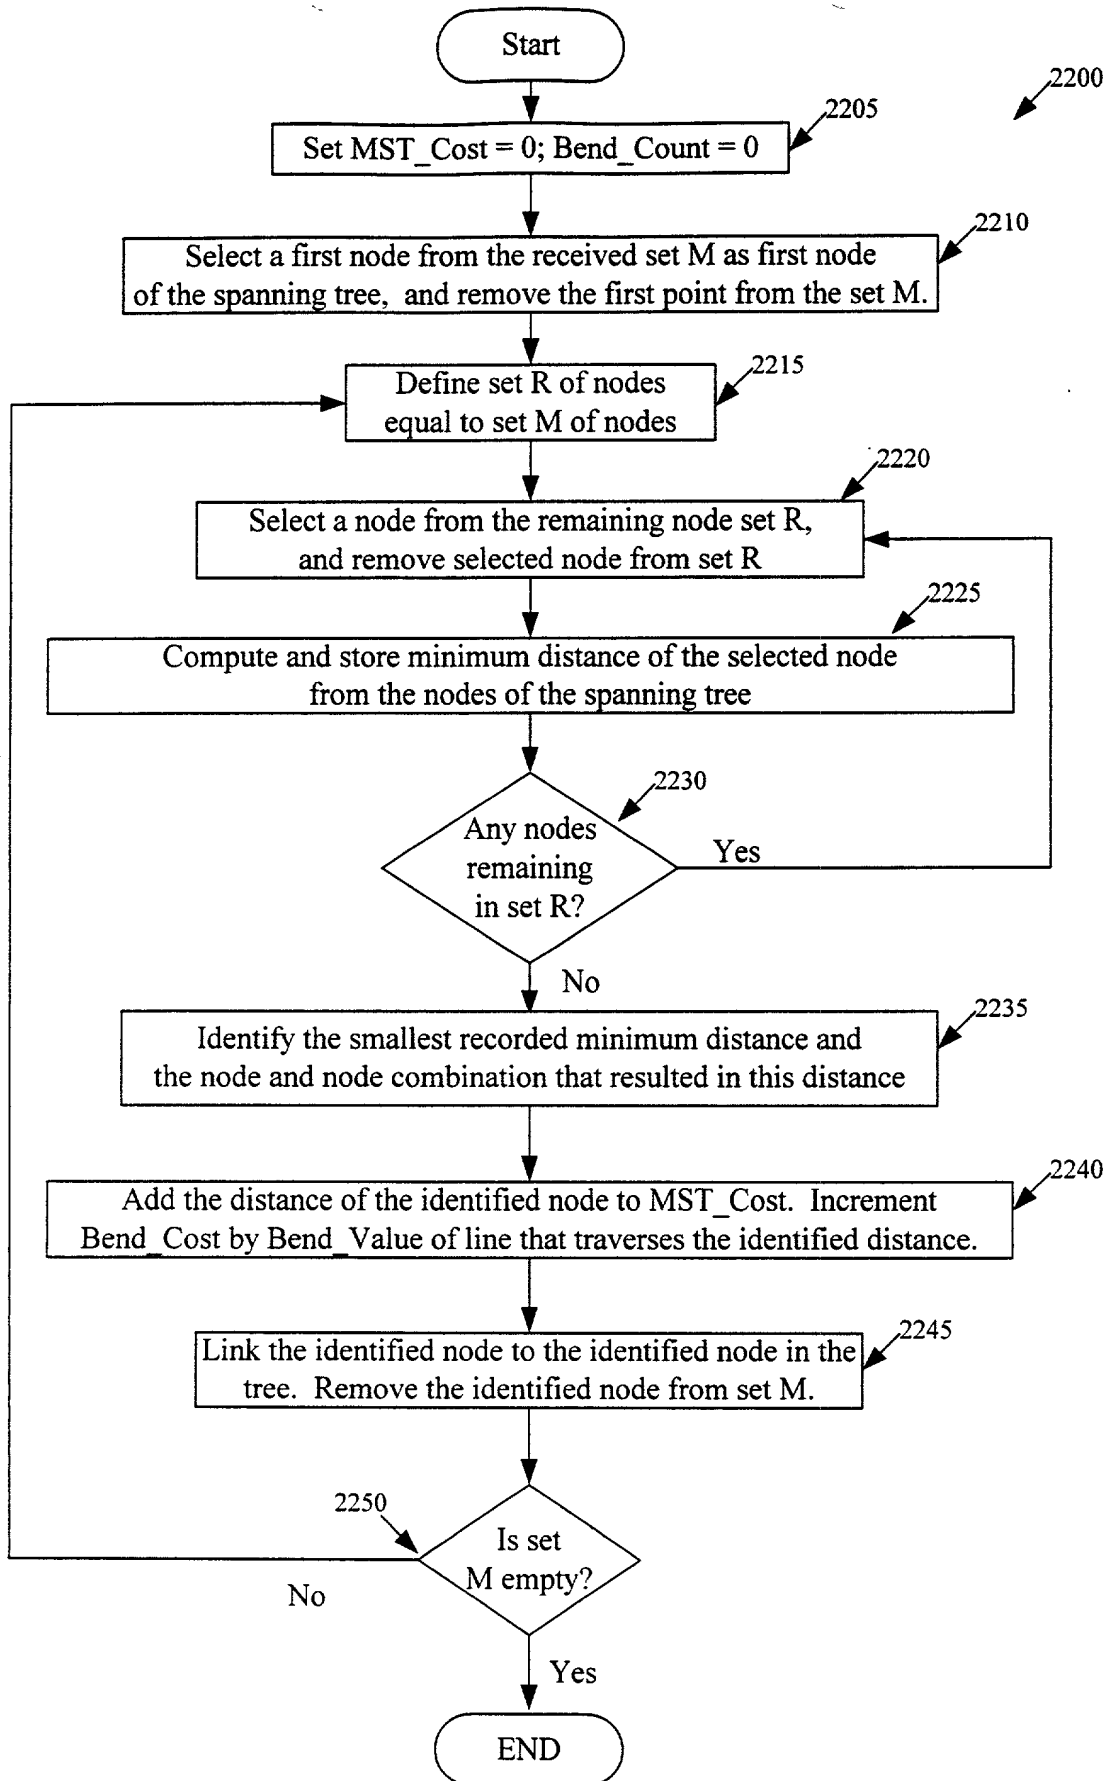 Start
2200
2205
Set MST_Cost = 0; Bend_Count = 0
2210
Select a first node from the received set M as first node
of the spanning tree, and remove the first point from the set M.
2215
Define set R of nodes
equal to set M of nodes
2220
Select a node from the remaining node set R,
and remove selected node from set R
2225
Compute and store minimum distance of the selected node
from the nodes of the spanning tree
2230
Any nodes
remaining
in set R?
Yes
No
2235
Identify the smallest recorded minimum distance and
the node and node combination that resulted in this distance
2240
Add the distance of the identified node to MST_Cost. Increment
Bend_Cost by Bend_Value of line that traverses the identified distance.
2245
Link the identified node to the identified node in the
tree. Remove the identified node from set M.
2250
Is set
M empty?
No
Yes
END